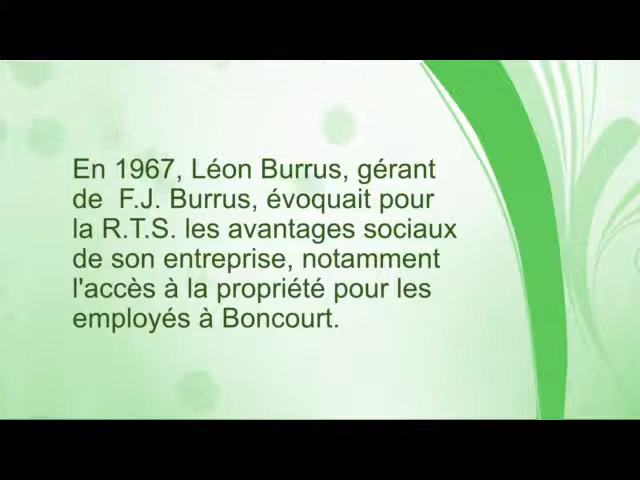 En 1967, Léon Burrus, gérant
de  F.J. Burrus, évoquait pour
la R.T.S. les avantages sociaux
de son entreprise, notamment
l'accès à la propriété pour les
employés à Boncourt.